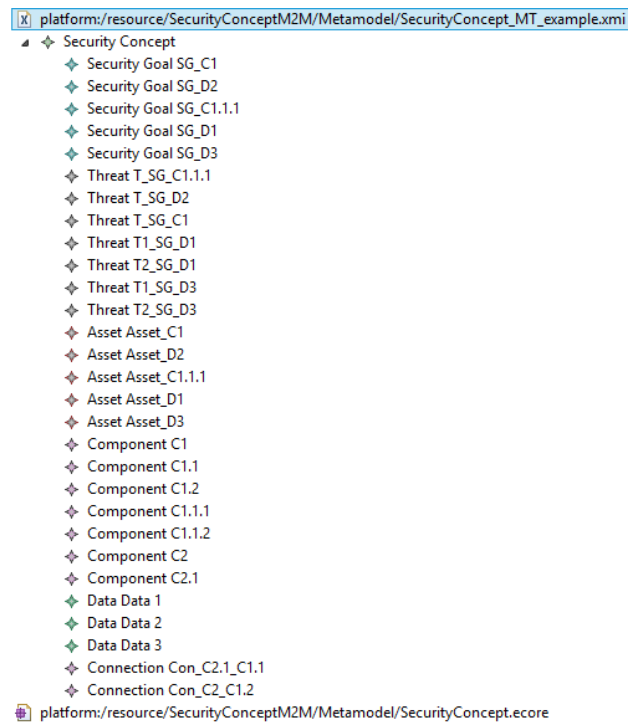 platform:/resource/SecurityConceptM2M/Metamodel/SecurityConcept_MT_example.xmi
Security Concept
Security Goal SG_C1
Security Goal SG_D2
Security Goal SG_C1.1.1
Security Goal SG_D1
Security Goal SG_D3
Threat T_SG_C1.1.1
Threat T_SG_D2
Threat T_SG_C1
Threat T1_SG_D1
Threat T2_SG_D1
Threat T1_SG_D3
Threat T2_SG_D3
Asset Asset_C1
Asset Asset_D2
Asset Asset_C1.1.1
Asset Asset_D1
Asset Asset_D3
Component C1
Component C1.1
Component C1.2
Component C1.1.1
Component C1.1.2
Component C2
Component C2.1
Data Data 1
Data Data 2
Data Data 3
Connection Con_C2.1_C1.1
Connection Con_C2_C1.2
platform:/resource/SecurityConceptM2M/Metamodel/SecurityConcept.ecore